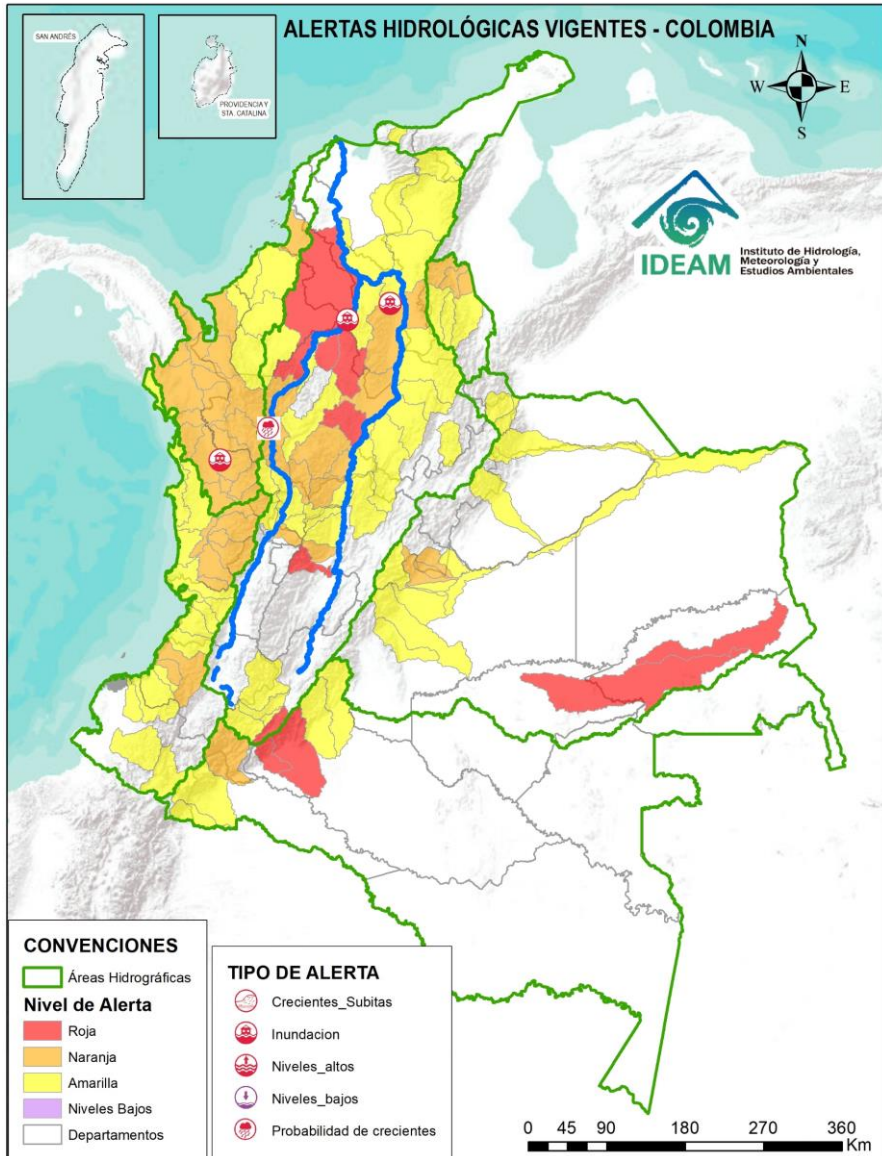 ALERTAS HIDROLÓGICAS VIGENTES - COLOMBIA
SAN ANDRÉS
PROVIDENCIA Y
STA. CATALINA
N
W
E
S
IDEAM
Instituto de Hidrología,
Meteorología y
Estudios Ambientales
CONVENCIONES
Áreas Hidrográficas
Nivel de Alerta
Roja
Naranja
Amarilla
Niveles Bajos
Departamentos
TIPO DE ALERTA
Crecientes_Subitas
Inundacion
Niveles_altos
Niveles_bajos
Probabilidad de crecientes
0 45 90 180 270 360
Km